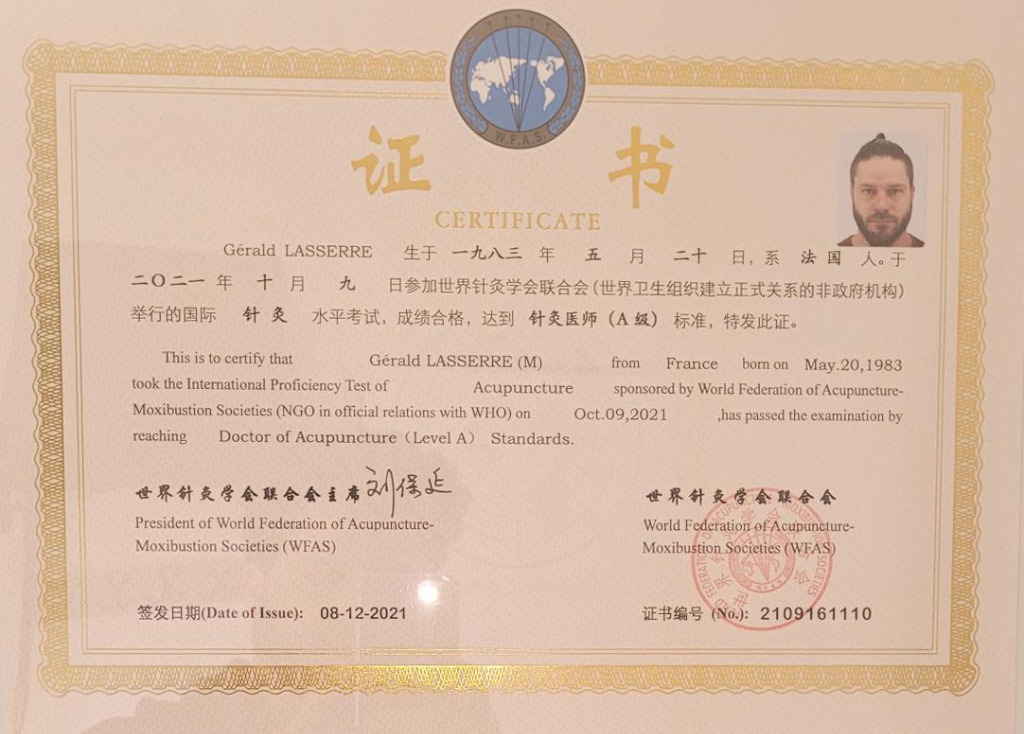 W.F.A.S.
证书
CERTIFICATE
Gérald LASSERRE 生于 一九八三 年 五 月 二十 日，系 法国 人。于
二〇二一 年 十 月 九 日参加世界针灸学会联合会（世界卫生组织建立正式关系的非政府机构）
举行的国际 针灸 水平考试，成绩合格，达到 针灸医师（A级） 标准，特发此证。
This is to certify that Gérald LASSERRE (M) from France born on May.20,1983
took the International Proficiency Test of Acupuncture sponsored by World Federation of Acupuncture-
Moxibustion Societies (NGO in official relations with WHO) on Oct.09,2021 ,has passed the examination by
reaching Doctor of Acupuncture（Level A） Standards.
世界针灸学会联合会主席 刘保延
President of World Federation of Acupuncture-
Moxibustion Societies (WFAS)
世界针灸学会联合会
World Federation of Acupuncture-
Moxibustion Societies (WFAS)
签发日期(Date of Issue): 08-12-2021
证书编号 (No.): 2109161110